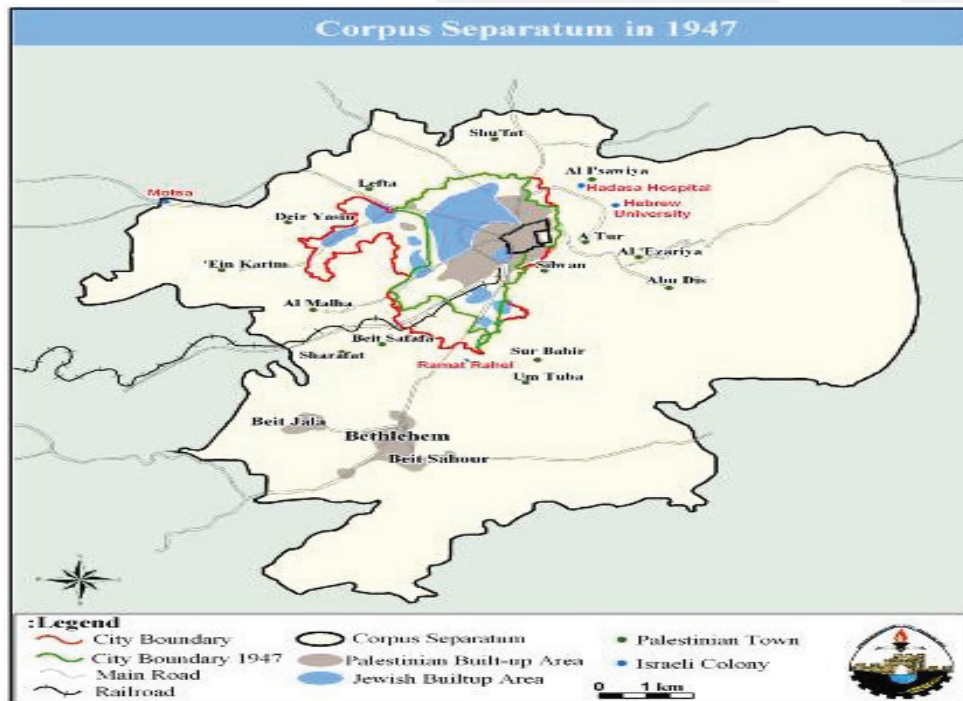 Corpus Separatum in 1947
Shu'fat
Al I'sawiya
Hadasa Hospital
Lefta
Motsa
Hebrew
University
Deir Yasin
A Tur
Al 'Ezariya
'Ein Karim
Silwan
Abu Dis
Al Malha
Beit Safafa
Sharafat
Sur Bahir
Ramat Rahel
Um Tuba
Beit Jala
Bethlehem
Beit Sahour
:Legend
City Boundary
Corpus Separatum
Palestinian Town
City Boundary 1947
Palestinian Built-up Area
Israeli Colony
Main Road
Jewish Builtup Area
Railroad
0 1 km